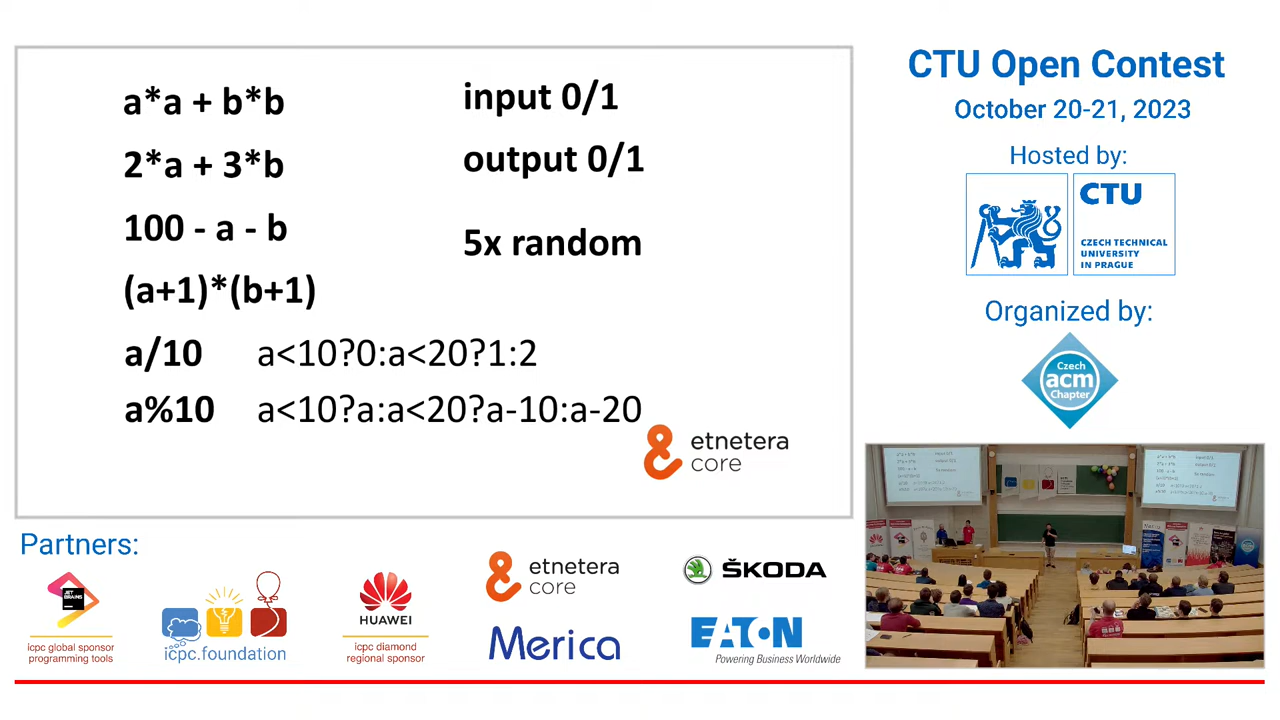 a*a + b*b
2*a + 3*b
100 - a - b
(a+1)*(b+1)
a/10 a<10?0:a<20?1:2
a%10 a<10?a:a<20?a-10:a-20
input 0/1
output 0/1
5x random
etnetera
core
CTU Open Contest
October 20-21, 2023
Hosted by:
CTU
CZECH TECHNICAL
UNIVERSITY
IN PRAGUE
Organized by:
Czech
acm
Chapter
Partners:
JET
BRAINS
icpc global sponsor
programming tools
icpc.foundation
HUAWEI
icpc diamond
regional sponsor
etnetera
core
Merica
ŠKODA
EATON
Powering Business Worldwide